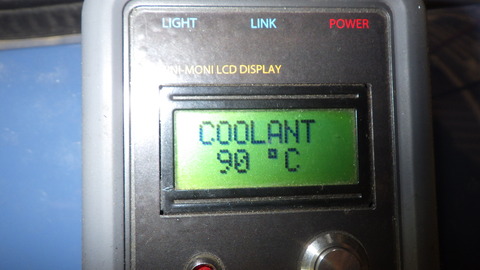 LIGHT LINK POWER
NI-MONI LCD DISPLAY
COOLANT
90 °C